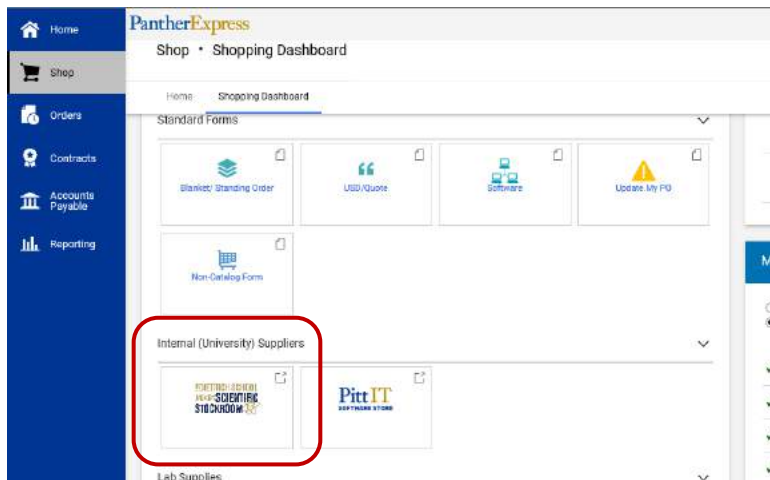 PantherExpress
Home
Shop
Orders
Contracts
Accounts
Payable
Reporting
Shop • Shopping Dashboard
Home Shopping Dashboard
Standard Forms
Blanket/ Standing Order
USD/Quote
Software
Update My PO
Non-Catalog Form
Internal (University) Suppliers
SCIENTIFIC
STOCKROOM
Pitt IT
SOFTWARE STORE
Lab Supplies
M